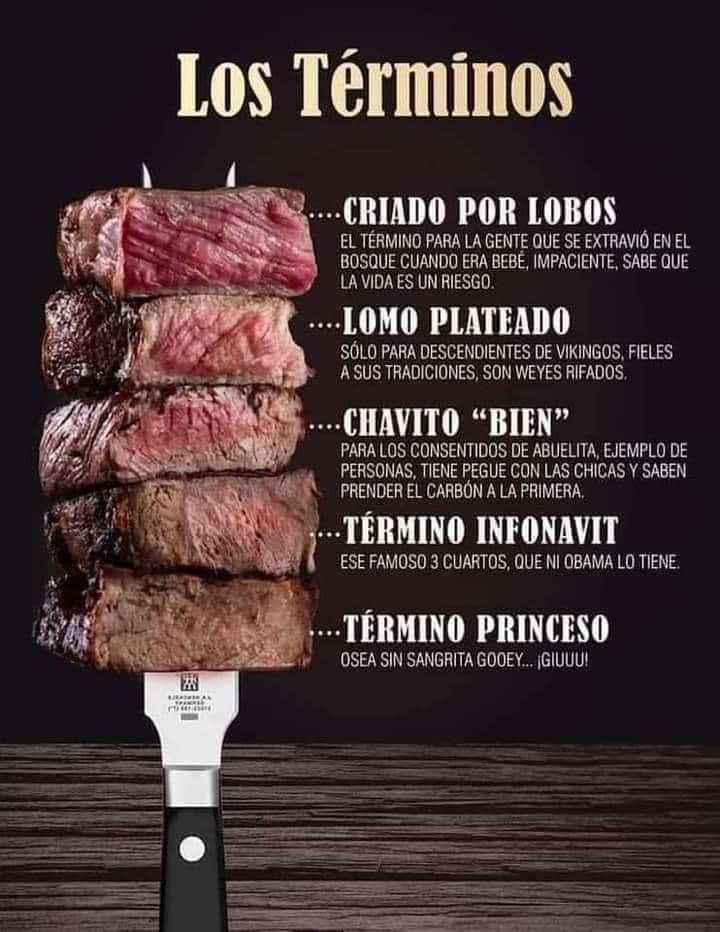 Los Términos
CRIADO POR LOBOS
EL TÉRMINO PARA LA GENTE QUE SE EXTRAVIÓ EN EL
BOSQUE CUANDO ERA BEBÉ, IMPACIENTE, SABE QUE
LA VIDA ES UN RIESGO.
LOMO PLATEADO
SÓLO PARA DESCENDIENTES DE VIKINGOS, FIELES
A SUS TRADICIONES, SON WEYES RIFADOS.
CHAVITO “BIEN”
PARA LOS CONSENTIDOS DE ABUELITA, EJEMPLO DE
PERSONAS, TIENE PEGUE CON LAS CHICAS Y SABEN
PRENDER EL CARBÓN A LA PRIMERA.
TÉRMINO INFONAVIT
ESE FAMOSO 3 CUARTOS, QUE NI OBAMA LO TIENE.
TÉRMINO PRINCESO
OSEA SIN SANGRITA GOOEY... ¡GIUUU!